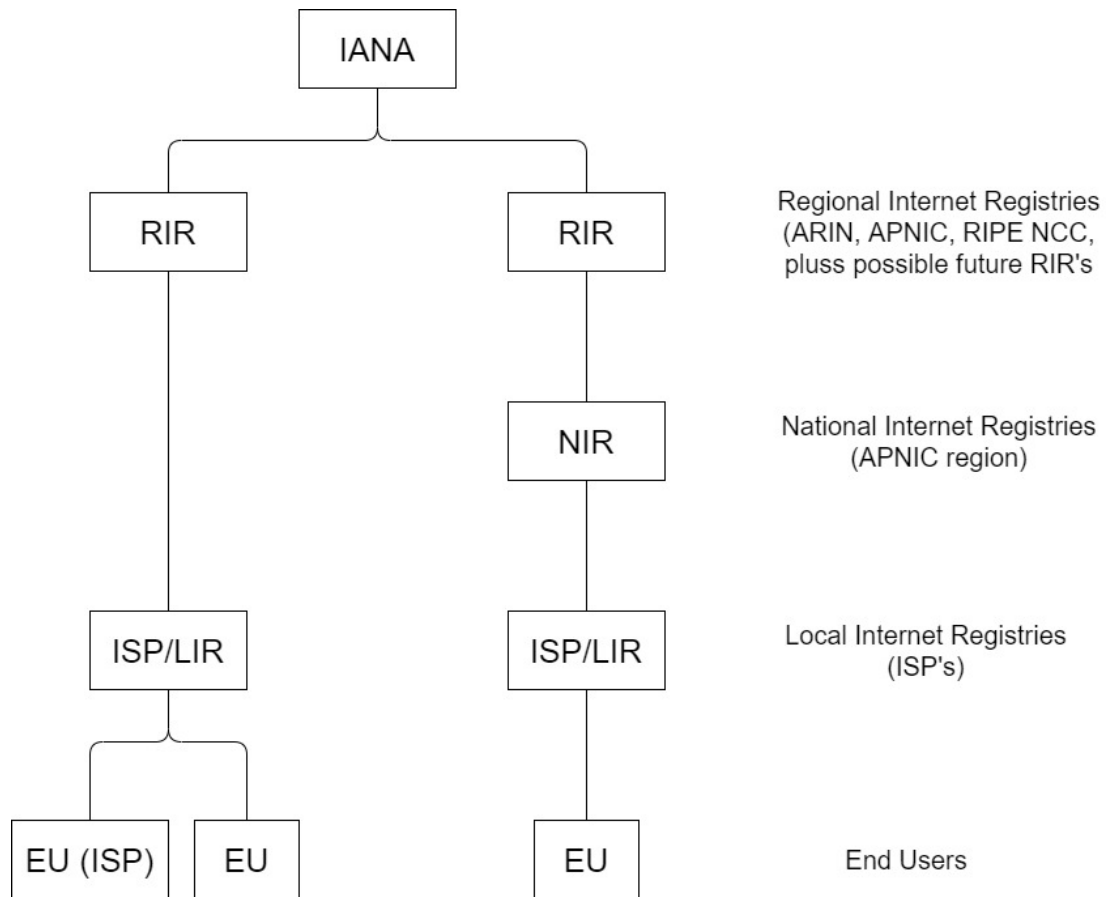 IANA
RIR
RIR
Regional Internet Registries
(ARIN, APNIC, RIPE NCC,
pluss possible future RIR's
NIR
National Internet Registries
(APNIC region)
ISP/LIR
ISP/LIR
Local Internet Registries
(ISP's)
EU (ISP)
EU
EU
End Users